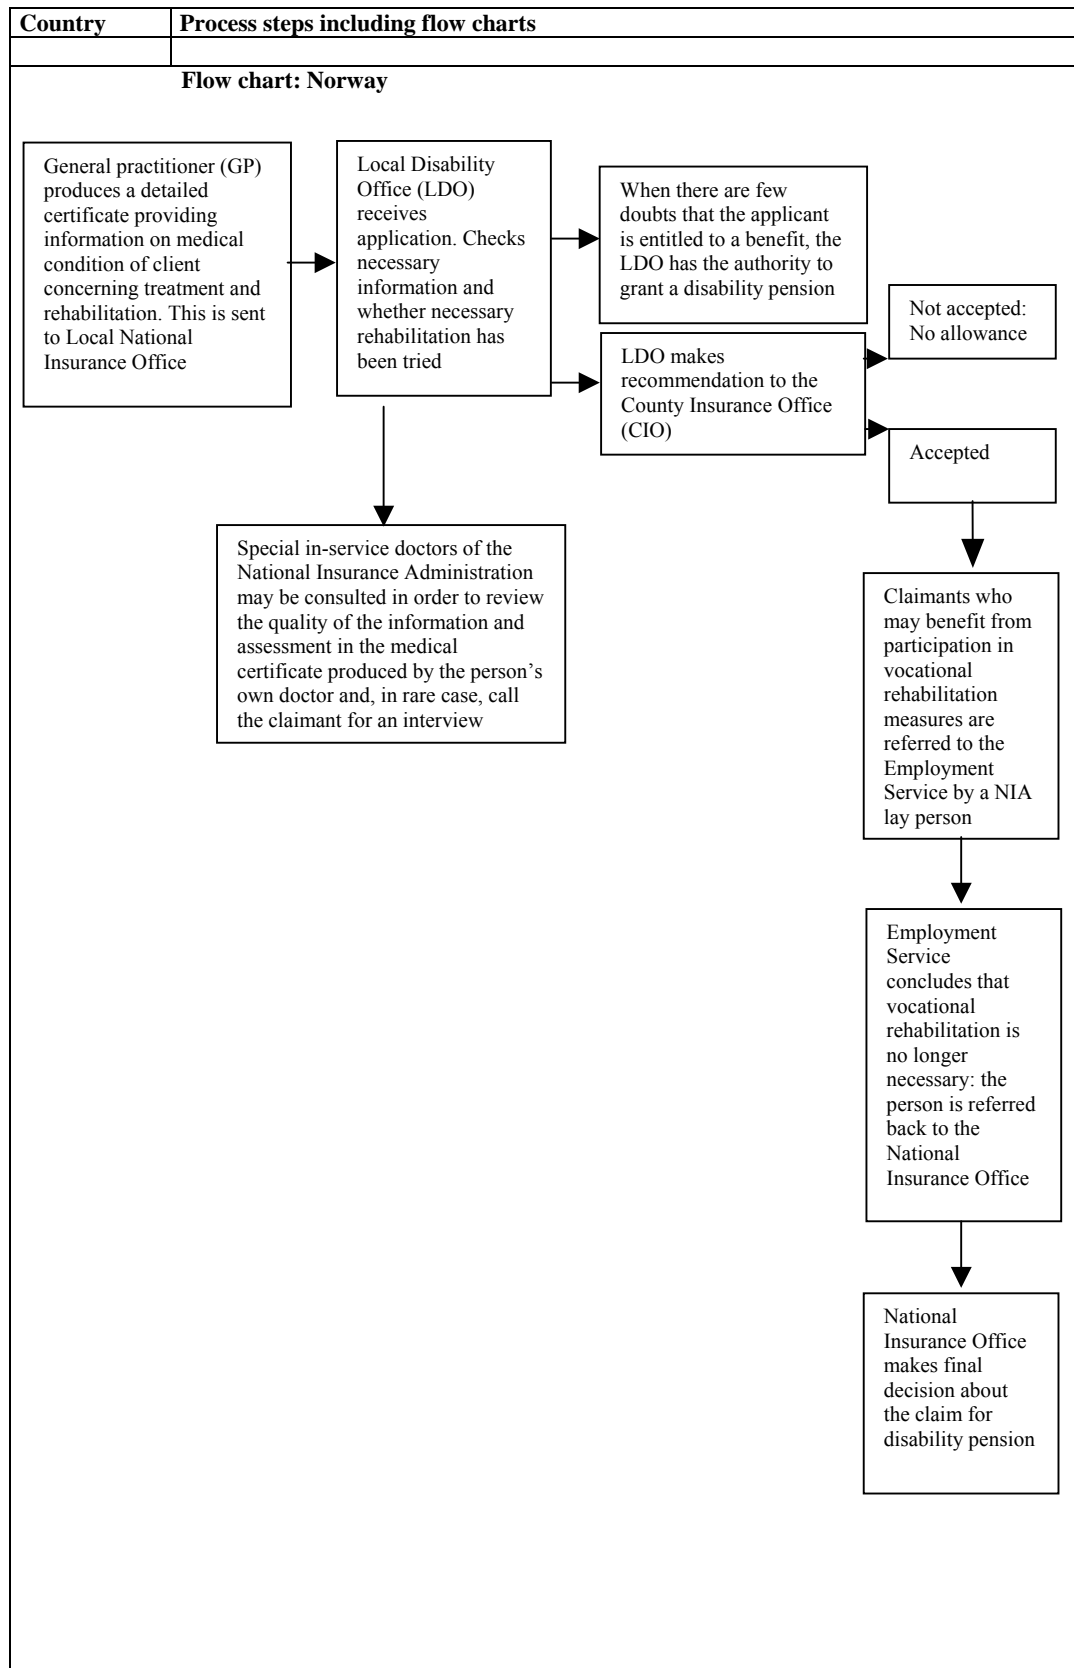 Country
Process steps including flow charts
Flow chart: Norway
General practitioner (GP)
produces a detailed
certificate providing
information on medical
condition of client
concerning treatment and
rehabilitation. This is sent
to Local National
Insurance Office
Local Disability
Office (LDO)
receives
application. Checks
necessary
information and
whether necessary
rehabilitation has
been tried
When there are few
doubts that the applicant
is entitled to a benefit, the
LDO has the authority to
grant a disability pension
Not accepted:
No allowance
LDO makes
recommendation to the
County Insurance Office
(CIO)
Accepted
Special in-service doctors of the
National Insurance Administration
may be consulted in order to review
the quality of the information and
assessment in the medical
certificate produced by the person’s
own doctor and, in rare case, call
the claimant for an interview
Claimants who
may benefit from
participation in
vocational
rehabilitation
measures are
referred to the
Employment
Service by a NIA
lay person
Employment
Service
concludes that
vocational
rehabilitation is
no longer
necessary: the
person is referred
back to the
National
Insurance Office
National
Insurance Office
makes final
decision about
the claim for
disability pension